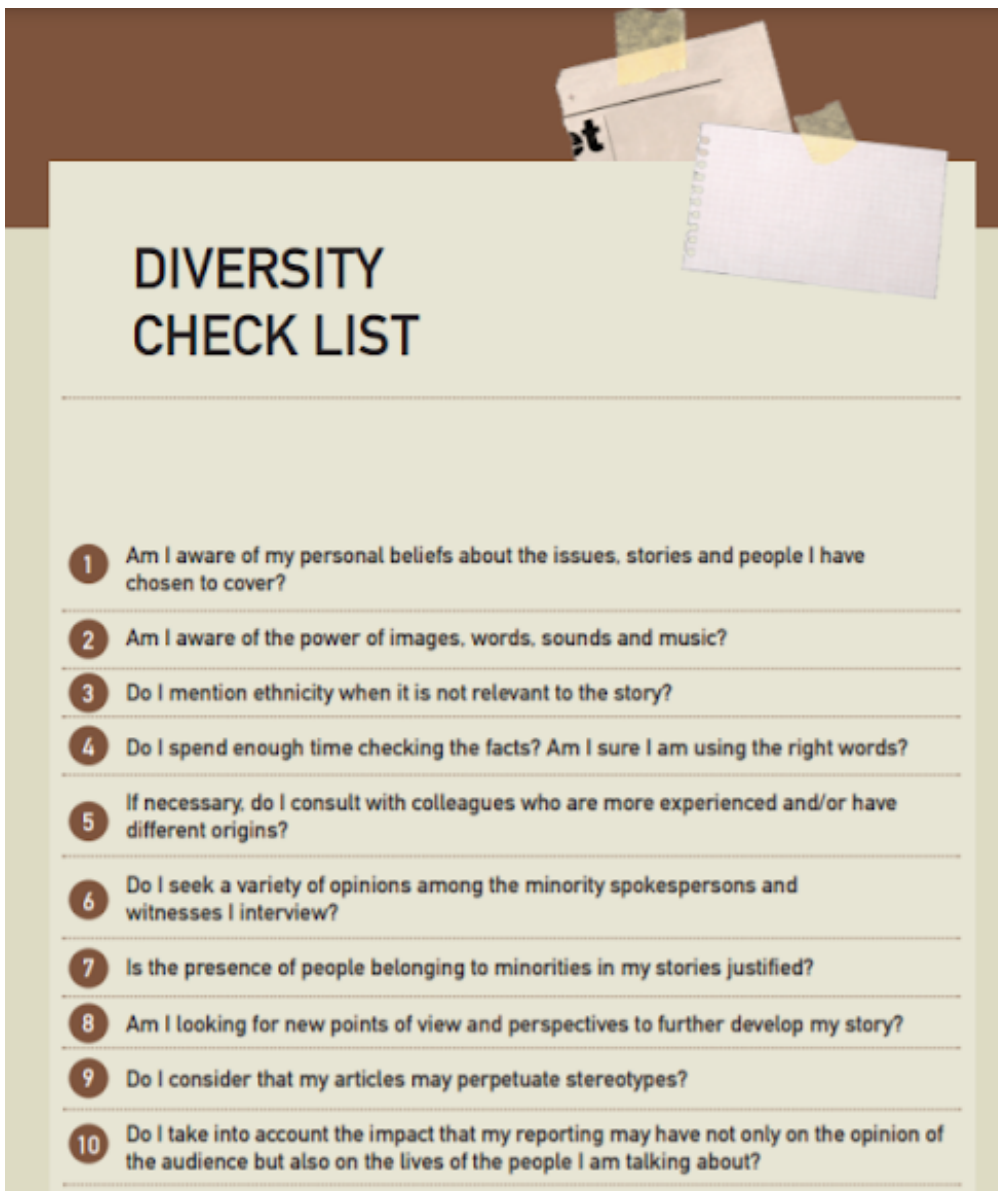 et
DIVERSITY
CHECK LIST
1 Am I aware of my personal beliefs about the issues, stories and people I have
chosen to cover?
2 Am I aware of the power of images, words, sounds and music?
3 Do I mention ethnicity when it is not relevant to the story?
4 Do I spend enough time checking the facts? Am I sure I am using the right words?
5 If necessary, do I consult with colleagues who are more experienced and/or have
different origins?
6 Do I seek a variety of opinions among the minority spokespersons and
witnesses I interview?
7 Is the presence of people belonging to minorities in my stories justified?
8 Am I looking for new points of view and perspectives to further develop my story?
9 Do I consider that my articles may perpetuate stereotypes?
10 Do I take into account the impact that my reporting may have not only on the opinion of
the audience but also on the lives of the people I am talking about?